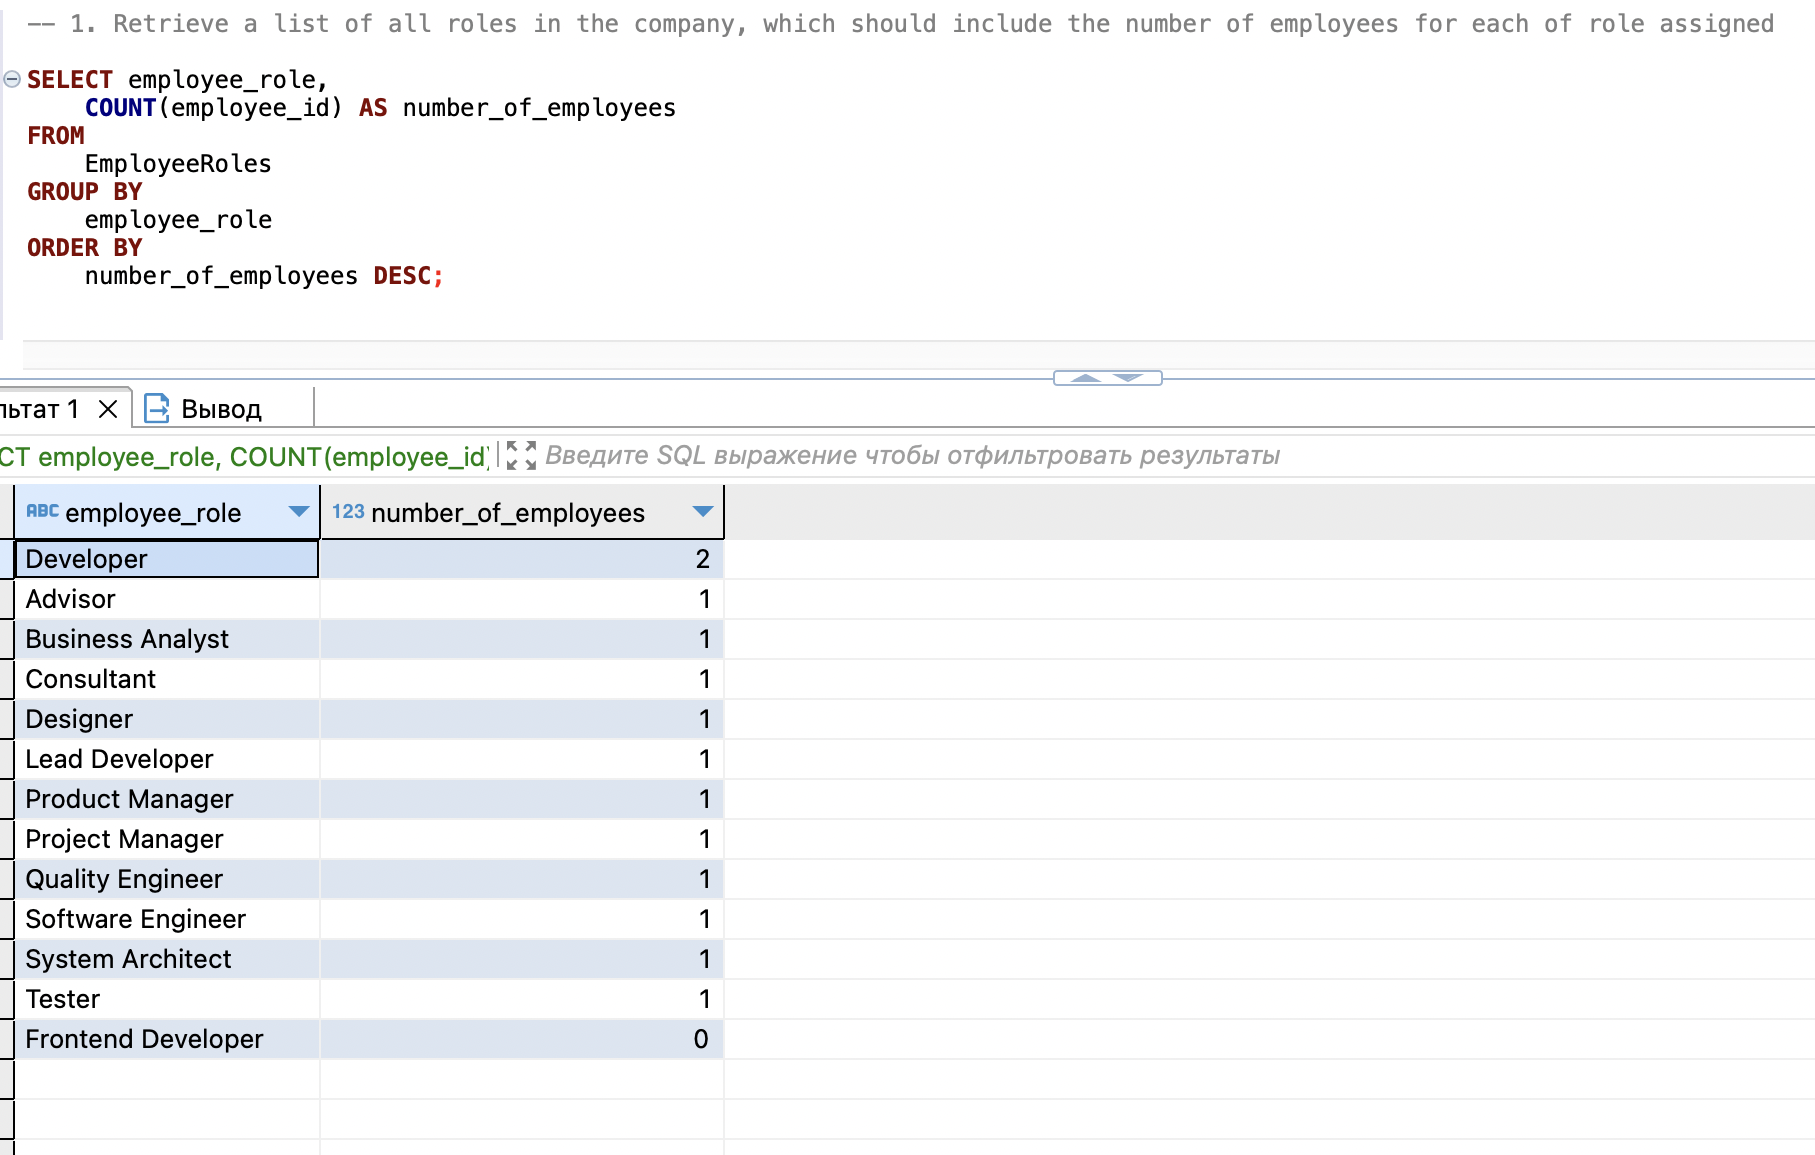 -- 1. Retrieve a list of all roles in the company, which should include the number of employees for each of role assigned
SELECT employee_role,
COUNT(employee_id) AS number_of_employees
FROM
EmployeeRoles
GROUP BY
employee_role
ORDER BY
number_of_employees DESC;
льтат 1 Вывод
CT employee_role, COUNT(employee_id) Введите SQL выражение чтобы отфильтровать результаты
ABC employee_role 123 number_of_employees
Developer 2
Advisor 1
Business Analyst 1
Consultant 1
Designer 1
Lead Developer 1
Product Manager 1
Project Manager 1
Quality Engineer 1
Software Engineer 1
System Architect 1
Tester 1
Frontend Developer 0